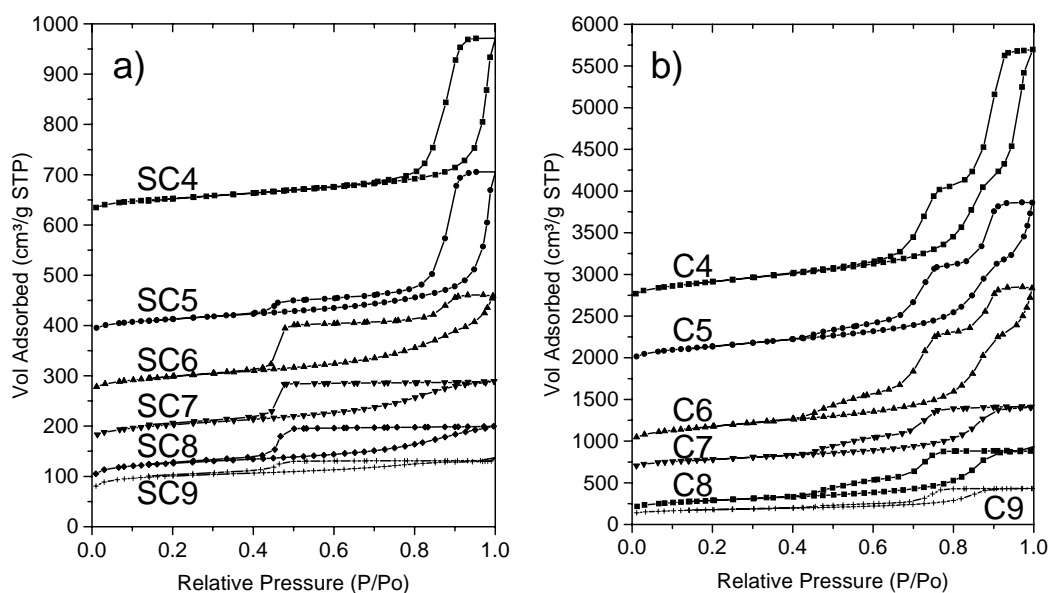 a)
1000
900
800
700
600
500
400
300
200
100
0
Vol Adsorbed (cm³/g STP)
SC4
SC5
SC6
SC7
SC8
SC9
0.0 0.2 0.4 0.6 0.8 1.0
Relative Pressure (P/Po)
b)
6000
5500
5000
4500
4000
3500
3000
2500
2000
1500
1000
500
0
Vol Adsorbed (cm³/g STP)
C4
C5
C6
C7
C8
C9
0.0 0.2 0.4 0.6 0.8 1.0
Relative Pressure (P/Po)